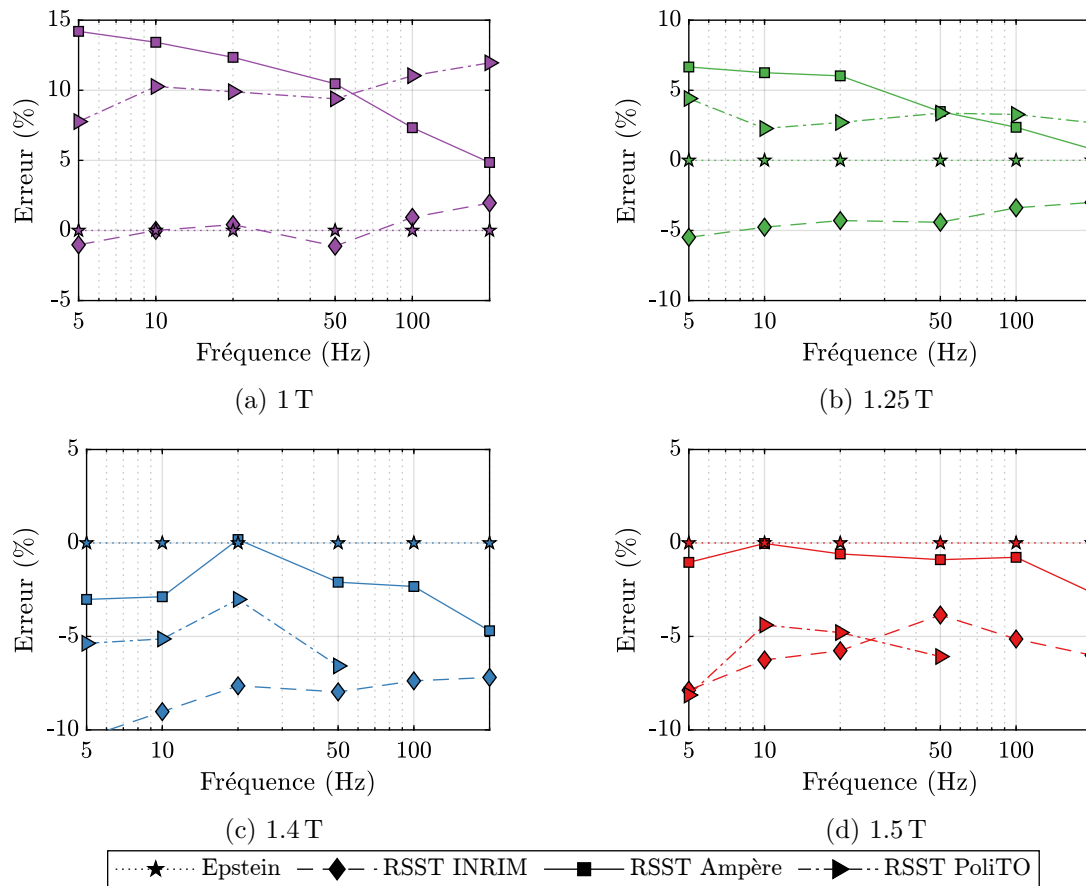 15
10
5
0
-5
Erreur (%)
5 10 50 100
Fréquence (Hz)
(a) 1 T
10
5
0
-5
-10
Erreur (%)
5 10 50 100
Fréquence (Hz)
(b) 1.25 T
5
0
-5
-10
Erreur (%)
5 10 50 100
Fréquence (Hz)
(c) 1.4 T
5
0
-5
-10
Erreur (%)
5 10 50 100
Fréquence (Hz)
(d) 1.5 T
Epstein RSST INRIM RSST Ampère RSST PoliTO